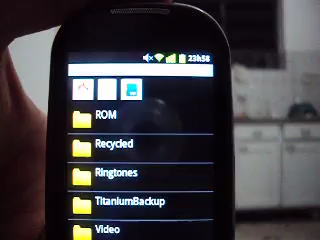 23h58
ROM
Recycled
Ringtones
TitaniumBackup
Video